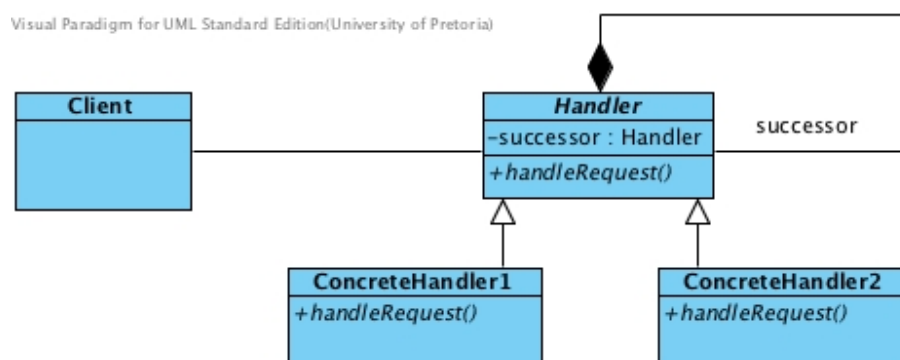 Visual Paradigm for UML Standard Edition(University of Pretoria)
Client
Handler
-successor : Handler
successor
+handleRequest()
ConcreteHandler1
+handleRequest()
ConcreteHandler2
+handleRequest()